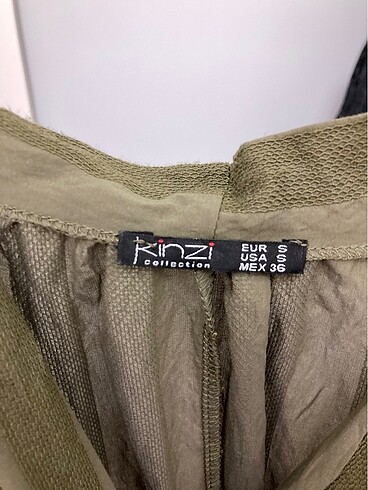 Kinzi
Collection
EUR S
USA S
MEX 36